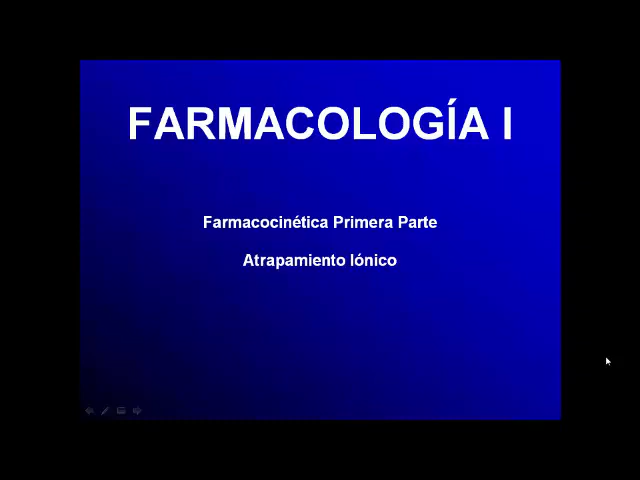 FARMACOLOGÍA I
Farmacocinética Primera Parte
Atrapamiento Iónico